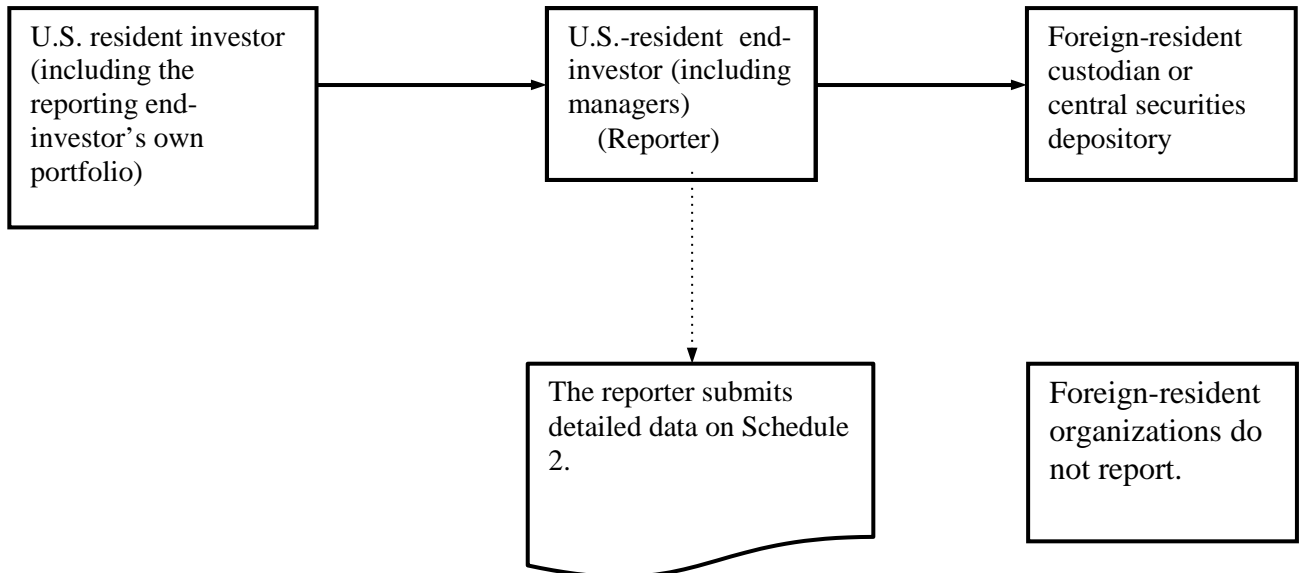 U.S. resident investor
(including the
reporting end-
investor’s own
portfolio)
U.S.-resident end-
investor (including
managers)
(Reporter)
Foreign-resident
custodian or
central securities
depository
The reporter submits
detailed data on Schedule
2.
Foreign-resident
organizations do
not report.